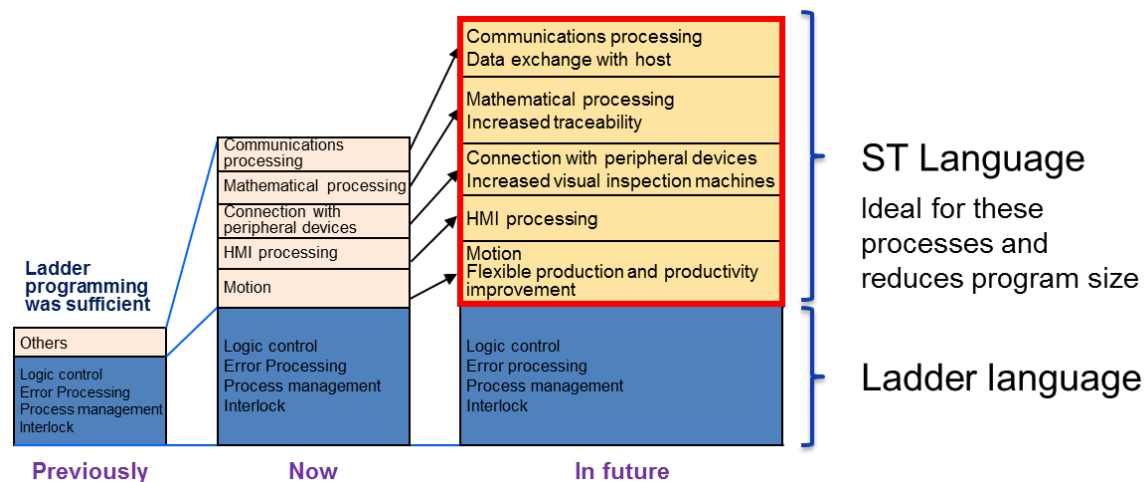 Ladder
programming
was sufficient
Others
Logic control
Error Processing
Process management
Interlock
Previously
Communications
processing
Mathematical processing
Connection with
peripheral devices
HMI processing
Motion
Logic control
Error Processing
Process management
Interlock
Now
Communications processing
Data exchange with host
Mathematical processing
Increased traceability
Connection with peripheral devices
Increased visual inspection machines
HMI processing
Motion
Flexible production and productivity
improvement
Logic control
Error processing
Process management
Interlock
In future
ST Language
Ideal for these
processes and
reduces program size
Ladder language